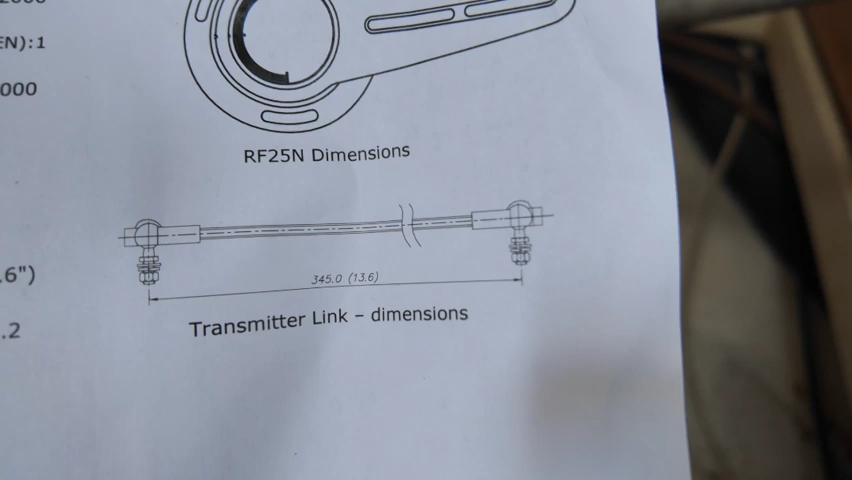 EN):1
000
RF25N Dimensions
.6")
345.0 (13.6)
.2
Transmitter Link – dimensions